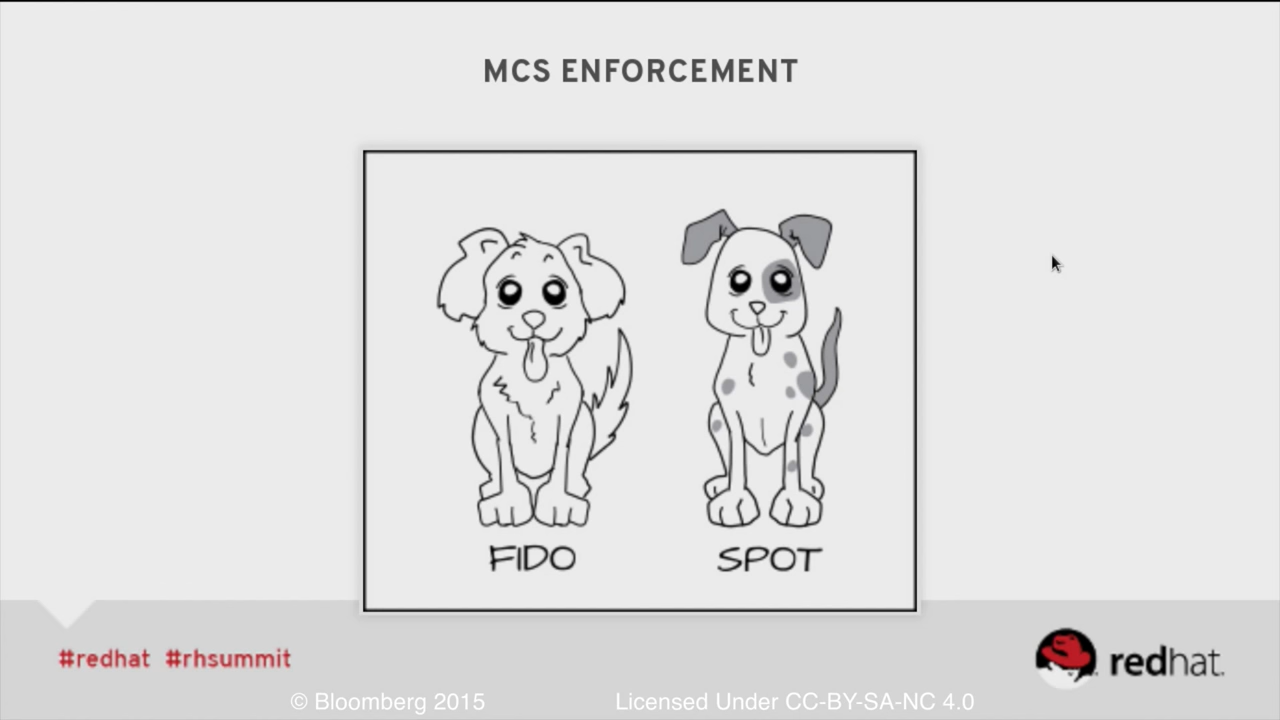 MCS ENFORCEMENT
FIDO
SPOT
#redhat #rhsummit
redhat.
© Bloomberg 2015
Licensed Under CC-BY-SA-NC 4.0